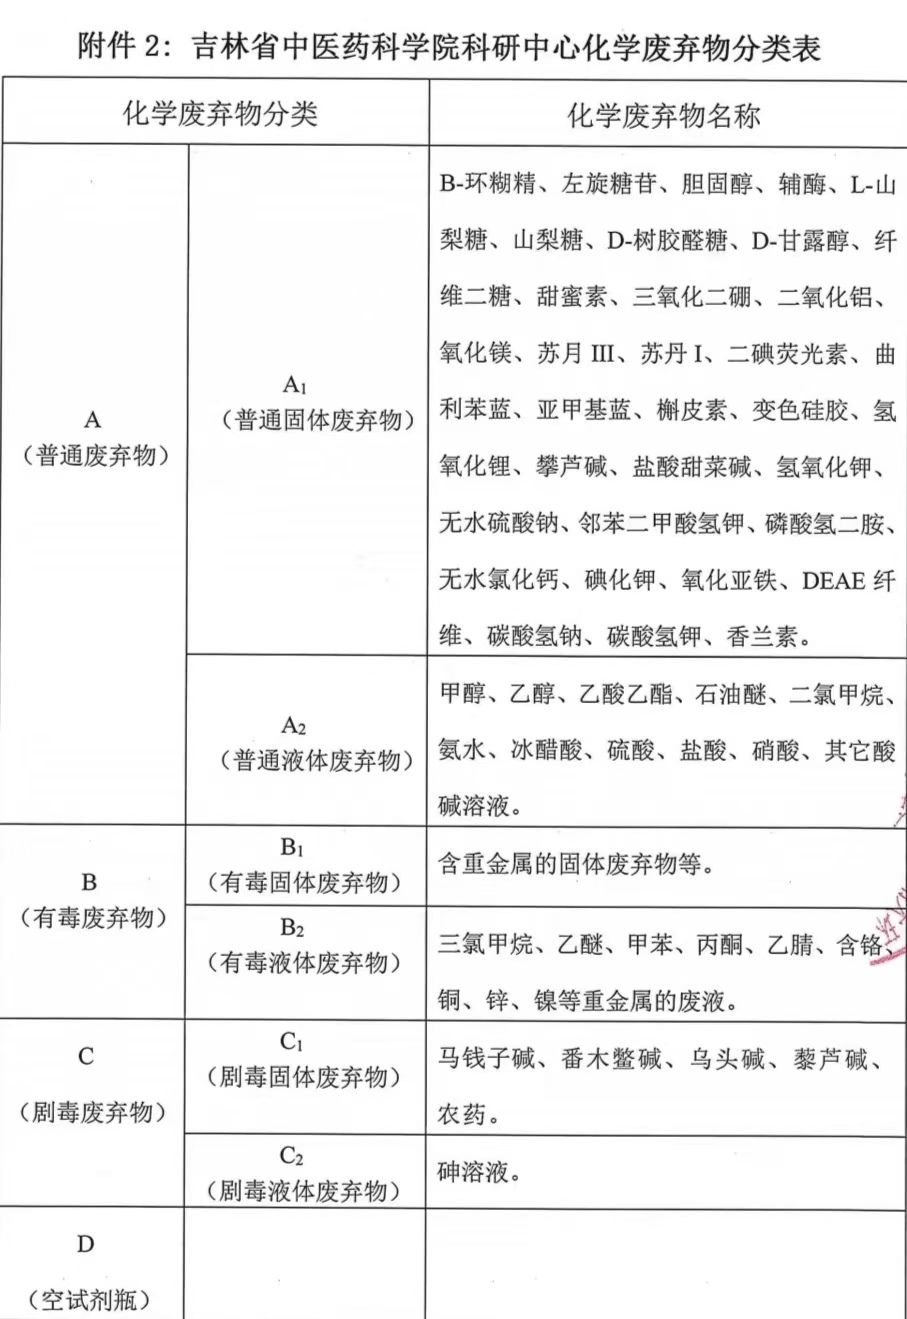 附件 2：吉林省中医药科学院科研中心化学废弃物分类表
化学废弃物分类
化学废弃物名称
A
（普通废弃物）
A1
（普通固体废弃物）
B-环糊精、左旋糖苷、胆固醇、辅酶、L-山
梨糖、山梨糖、D-树胶醛糖、D-甘露醇、纤
维二糖、甜蜜素、三氧化二硼、二氧化铝、
氧化镁、苏月 III、苏丹 I、二碘荧光素、曲
利苯蓝、亚甲基蓝、槲皮素、变色硅胶、氢
氧化锂、攀芦碱、盐酸甜菜碱、氢氧化钾、
无水硫酸钠、邻苯二甲酸氢钾、磷酸氢二胺、
无水氯化钙、碘化钾、氧化亚铁、DEAE 纤
维、碳酸氢钠、碳酸氢钾、香兰素。
A2
（普通液体废弃物）
甲醇、乙醇、乙酸乙酯、石油醚、二氯甲烷、
氨水、冰醋酸、硫酸、盐酸、硝酸、其它酸
碱溶液。
B
（有毒废弃物）
B1
（有毒固体废弃物）
含重金属的固体废弃物等。
B2
（有毒液体废弃物）
三氯甲烷、乙醚、甲苯、丙酮、乙腈、含铬、
铜、锌、镍等重金属的废液。
C
（剧毒废弃物）
C1
（剧毒固体废弃物）
马钱子碱、番木鳖碱、乌头碱、藜芦碱、
农药。
C2
（剧毒液体废弃物）
砷溶液。
D
（空试剂瓶）